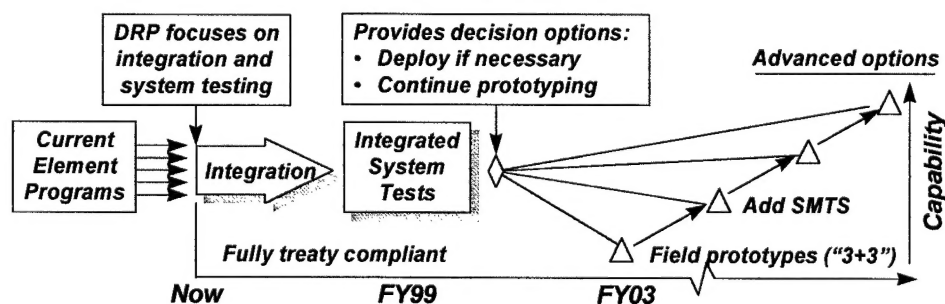 DRP focuses on
integration and
system testing
Provides decision options:
• Deploy if necessary
• Continue prototyping
Advanced options
Current
Element
Programs
Integration
Integrated
System
Tests
Add SMTS
Capability
Fully treaty compliant
Field prototypes ("3+3")
Now
FY99
FY03